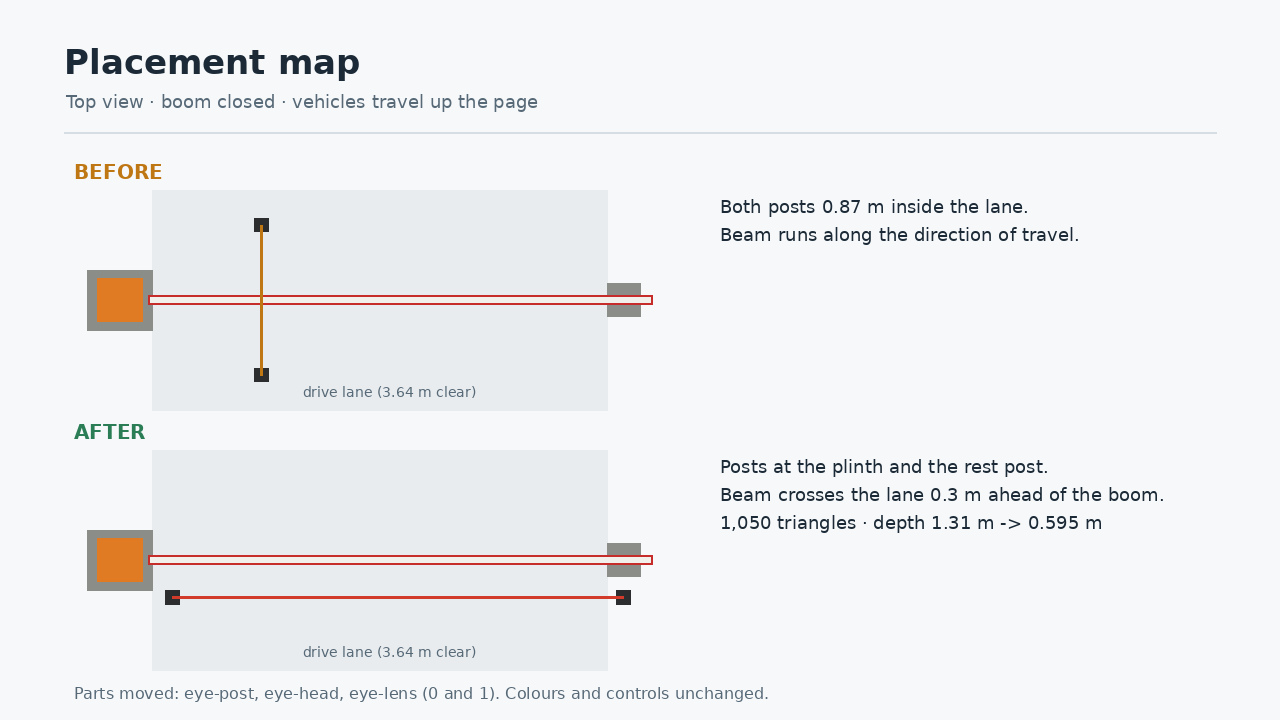 Placement map
Top view · boom closed · vehicles travel up the page
BEFORE
Both posts 0.87 m inside the lane.
Beam runs along the direction of travel.
drive lane (3.64 m clear)
AFTER
Posts at the plinth and the rest post.
Beam crosses the lane 0.3 m ahead of the boom.
1,050 triangles · depth 1.31 m -> 0.595 m
drive lane (3.64 m clear)
Parts moved: eye-post, eye-head, eye-lens (0 and 1). Colours and controls unchanged.